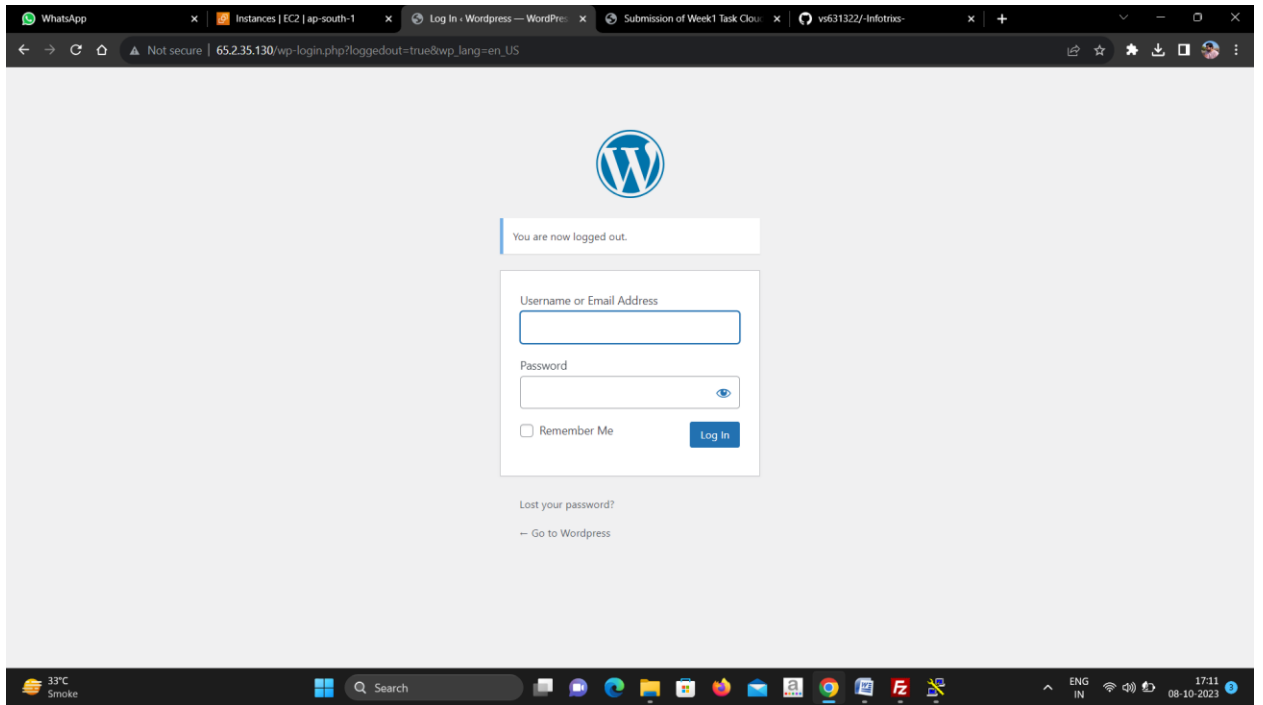 WhatsApp
Instances | EC2 | ap-south-1
Log In ‹ Wordpress — WordPres
Submission of Week1 Task Clou
vs631322/-Infotrixs-
Not secure | 65.2.35.130/wp-login.php?loggedout=true&wp_lang=en_US
You are now logged out.
Username or Email Address
Password
Remember Me
Log In
Lost your password?
← Go to Wordpress
33°C
Smoke
Search
ENG
IN
17:11
08-10-2023
3